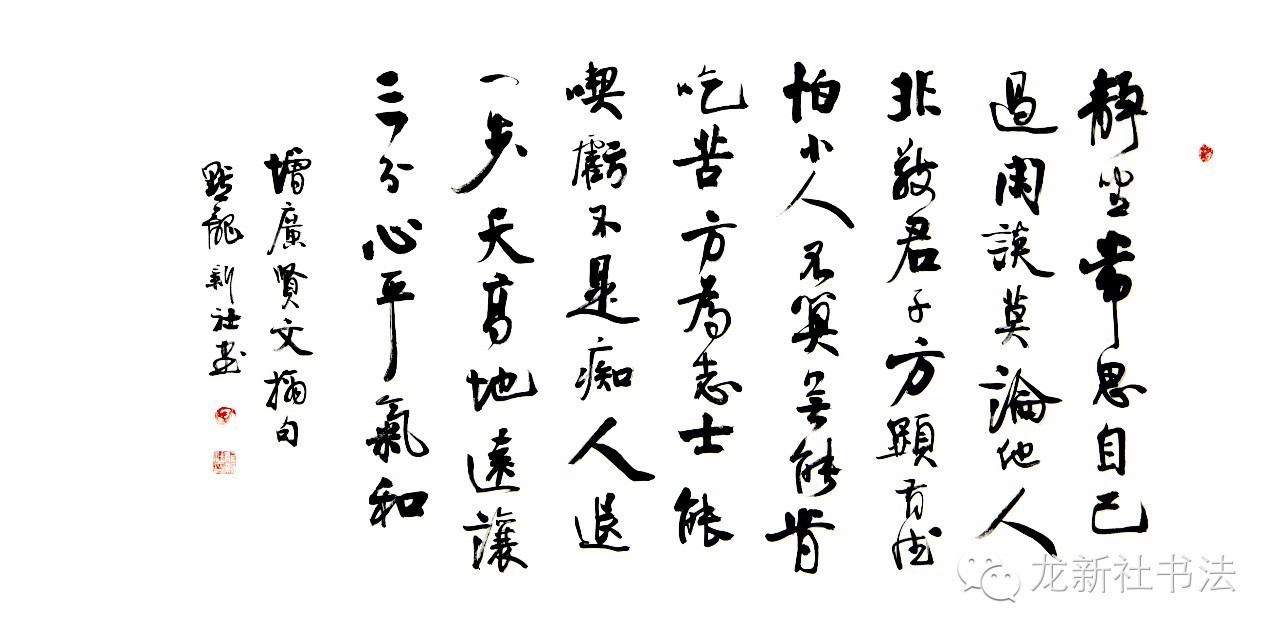 靜坐常思自己
過閑談莫論他人
非敬君子方顯有德
怕小人不算無能肯
吃苦方為志士能
喫虧不是痴人退
一步天高地遠讓
三分心平氣和
增廣賢文摘句
黔龍新社書
龙新社书法